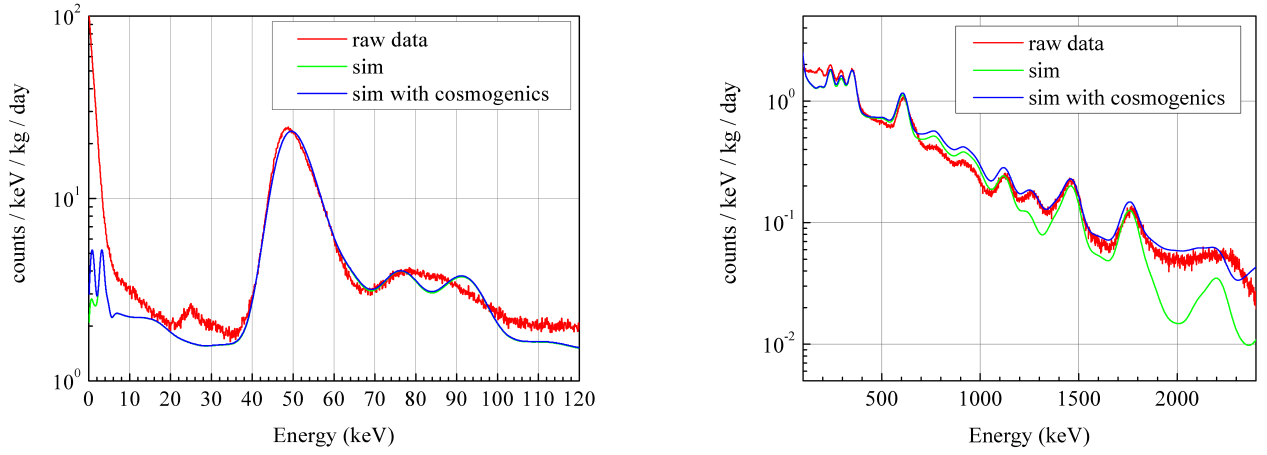 10²
raw data
sim
sim with cosmogenics
counts / keV / kg / day
10¹
10⁰
0 10 20 30 40 50 60 70 80 90 100 110 120
Energy (keV)
raw data
sim
sim with cosmogenics
counts / keV / kg / day
10⁰
10⁻¹
10⁻²
500 1000 1500 2000
Energy (keV)